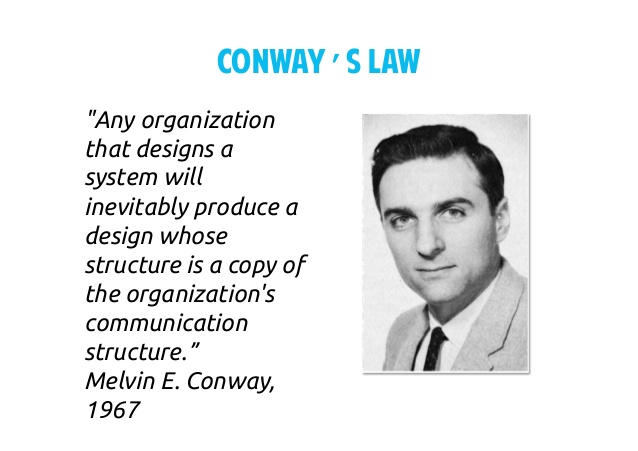 CONWAY ’ S LAW
"Any organization
that designs a
system will
inevitably produce a
design whose
structure is a copy of
the organization's
communication
structure.”
Melvin E. Conway,
1967